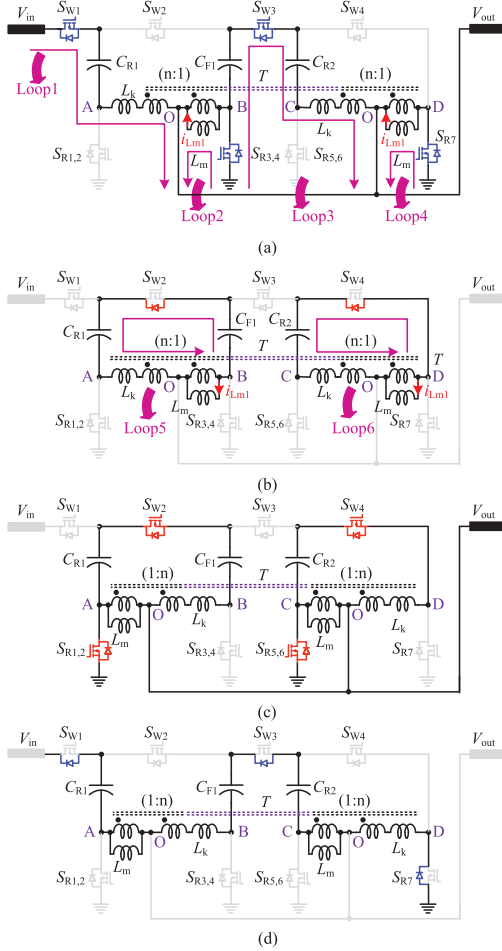 Vin SW1 SW2 SW3 SW4 Vout
CR1 CF1 CR2
(n:1) T (n:1)
Loop1 A Lk O B C Lk O D
iLm1 iLm1 SR7
SR1,2 Lm SR3,4 SR5,6 Lm
Loop2 Loop3 Loop4
(a)
Vin SW1 SW2 SW3 SW4 Vout
CR1 CF1 CR2
(n:1) T (n:1) T
A O B C O D
Lk Lm iLm1 Lk Lm iLm1
SR1,2 SR3,4 SR5,6 SR7
Loop5 Loop6
(b)
Vin SW1 SW2 SW3 SW4 Vout
CR1 CF1 CR2
(1:n) T (1:n)
A O B C O D
Lk Lk
SR1,2 Lm SR3,4 SR5,6 Lm SR7
(c)
Vin SW1 SW2 SW3 SW4 Vout
CR1 CF1 CR2
(1:n) T (1:n)
A O B C O D
Lk Lk
SR1,2 Lm SR3,4 SR5,6 Lm SR7
(d)